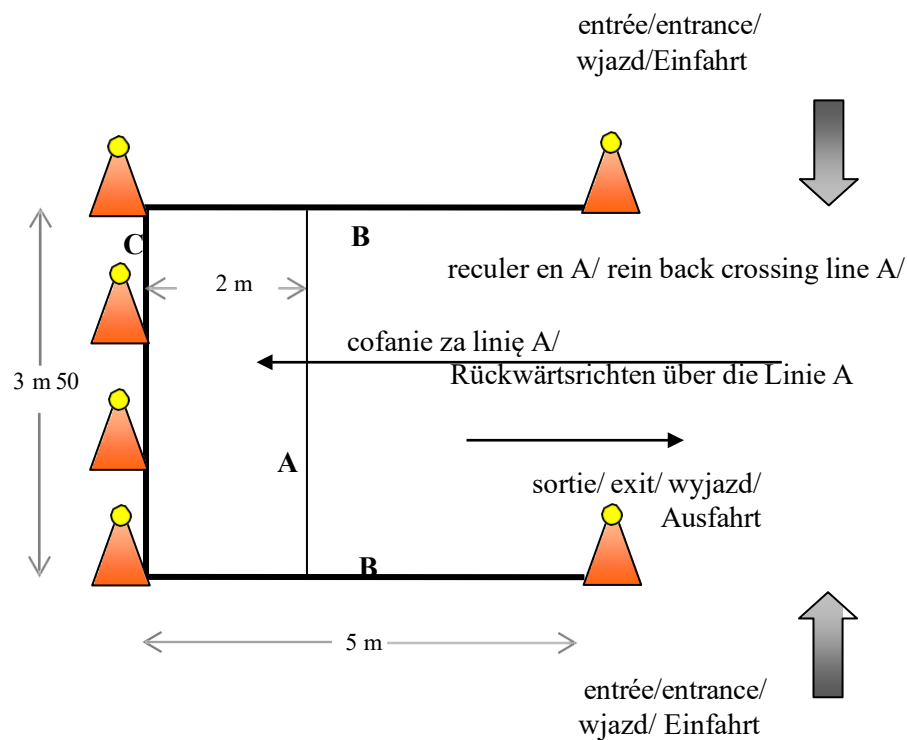 entrée/entrance/
wjazd/Einfahrt
C
B
reculer en A/ rein back crossing line A/
2 m
cofanie za linię A/
Rückwärtsrichten über die Linie A
3 m 50
A
sortie/ exit/ wyjazd/
Ausfahrt
B
5 m
entrée/entrance/
wjazd/ Einfahrt